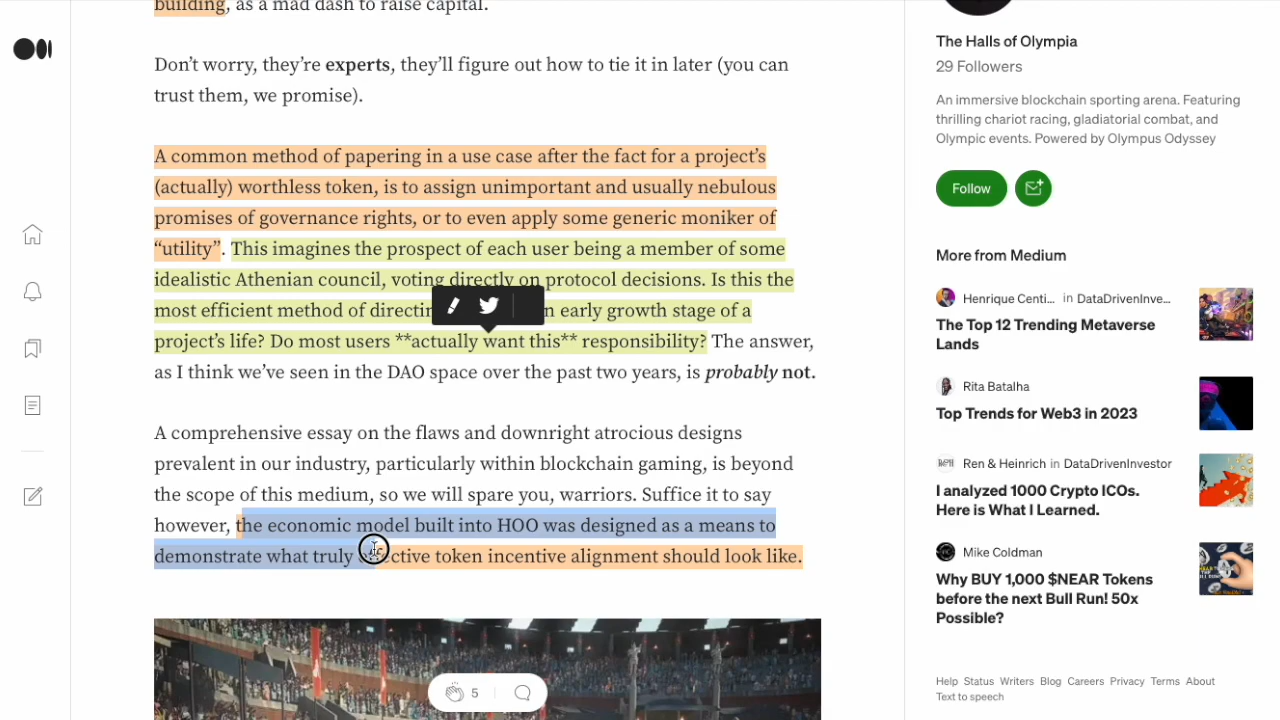 building, as a mad dash to raise capital.
Don’t worry, they’re experts, they’ll figure out how to tie it in later (you can
trust them, we promise).
A common method of papering in a use case after the fact for a project’s
(actually) worthless token, is to assign unimportant and usually nebulous
promises of governance rights, or to even apply some generic moniker of
“utility”. This imagines the prospect of each user being a member of some
idealistic Athenian council, voting directly on protocol decisions. Is this the
most efficient method of n early growth stage of a
project’s life? Do most users **actually want this** responsibility? The answer,
as I think we’ve seen in the DAO space over the past two years, is probably not.
A comprehensive essay on the flaws and downright atrocious designs
prevalent in our industry, particularly within blockchain gaming, is beyond
the scope of this medium, so we will spare you, warriors. Suffice it to say
however, the economic model built into HOO was designed as a means to
demonstrate what truly effective token incentive alignment should look like.
5
The Halls of Olympia
29 Followers
An immersive blockchain sporting arena. Featuring
thrilling chariot racing, gladiatorial combat, and
Olympic events. Powered by Olympus Odyssey
Follow
More from Medium
Henrique Centi... in DataDrivenInve...
The Top 12 Trending Metaverse
Lands
Rita Batalha
Top Trends for Web3 in 2023
Ren & Heinrich in DataDrivenInvestor
I analyzed 1000 Crypto ICOs.
Here is What I Learned.
Mike Coldman
Why BUY 1,000 $NEAR Tokens
before the next Bull Run! 50x
Possible?
Help Status Writers Blog Careers Privacy Terms About
Text to speech